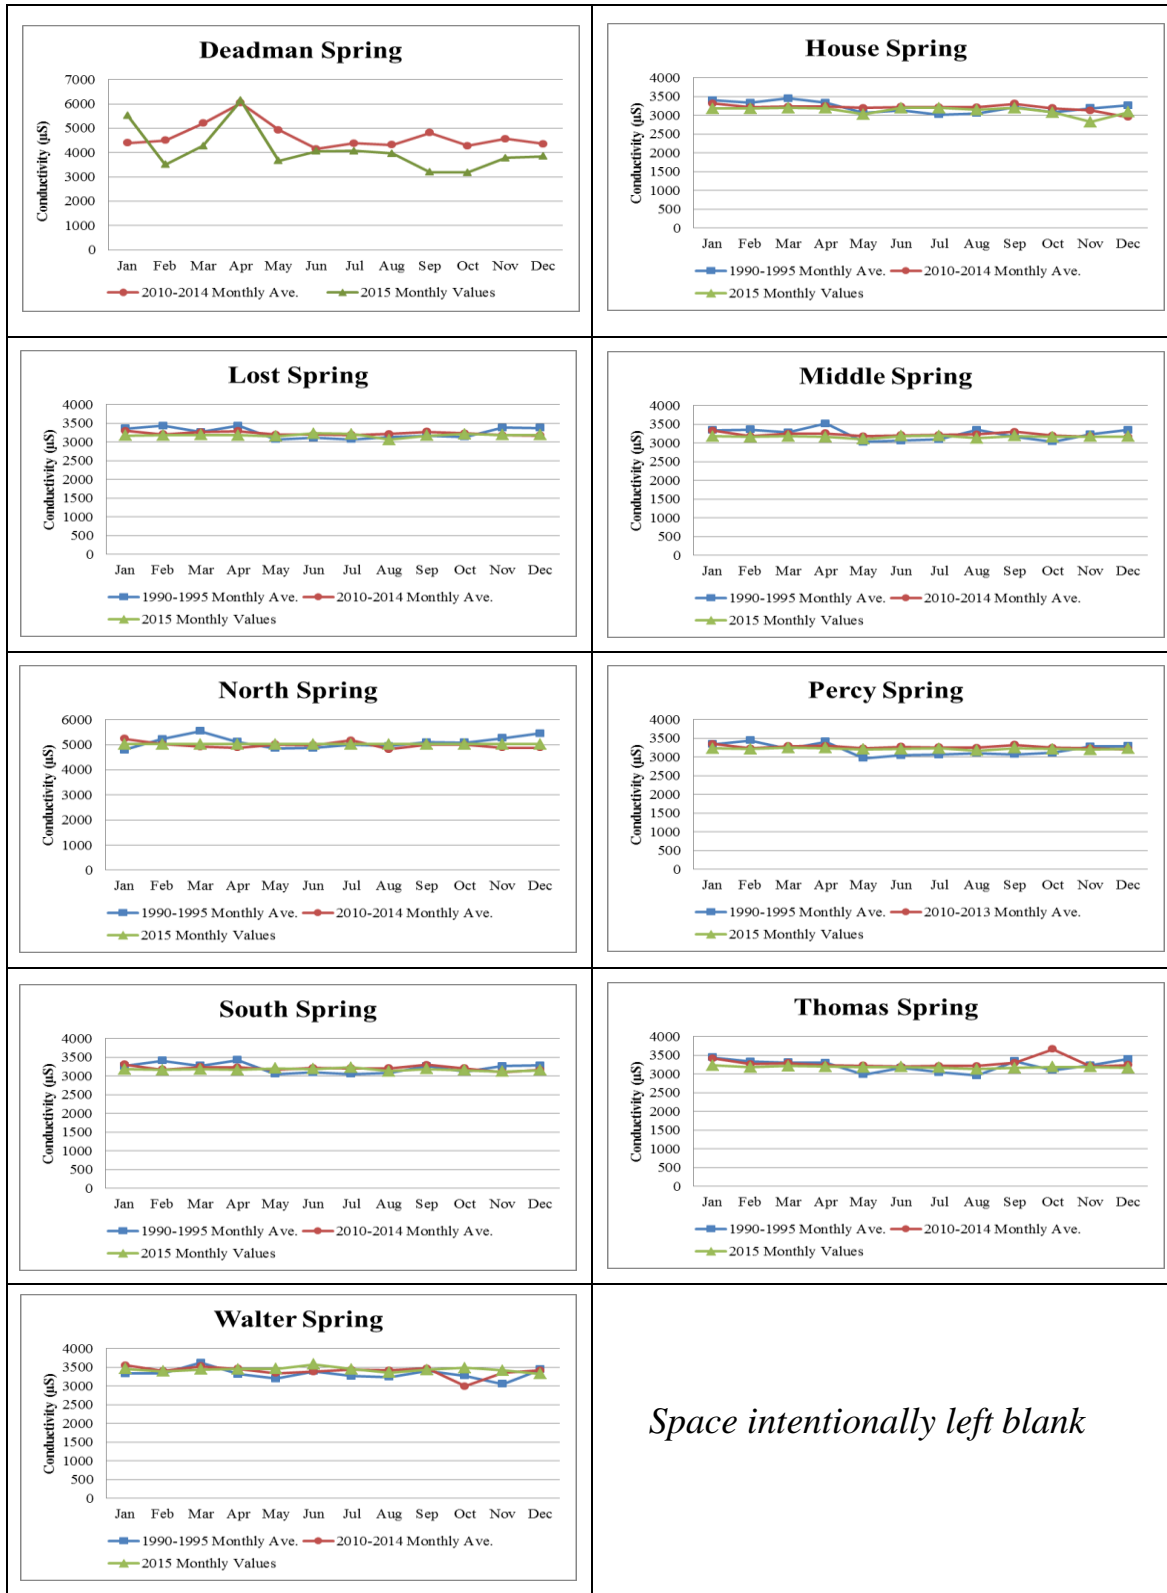 Deadman Spring
Conductivity (µS)
7000
6000
5000
4000
3000
2000
1000
0
Jan Feb Mar Apr May Jun Jul Aug Sep Oct Nov Dec
2010-2014 Monthly Ave. 2015 Monthly Values
House Spring
Conductivity (µS)
4000
3500
3000
2500
2000
1500
1000
500
0
Jan Feb Mar Apr May Jun Jul Aug Sep Oct Nov Dec
1990-1995 Monthly Ave. 2010-2014 Monthly Ave.
2015 Monthly Values
Lost Spring
Conductivity (µS)
4000
3500
3000
2500
2000
1500
1000
500
0
Jan Feb Mar Apr May Jun Jul Aug Sep Oct Nov Dec
1990-1995 Monthly Ave. 2010-2014 Monthly Ave.
2015 Monthly Values
Middle Spring
Conductivity (µS)
4000
3500
3000
2500
2000
1500
1000
500
0
Jan Feb Mar Apr May Jun Jul Aug Sep Oct Nov Dec
1990-1995 Monthly Ave. 2010-2014 Monthly Ave.
2015 Monthly Values
North Spring
Conductivity (µS)
6000
5000
4000
3000
2000
1000
0
Jan Feb Mar Apr May Jun Jul Aug Sep Oct Nov Dec
1990-1995 Monthly Ave. 2010-2014 Monthly Ave.
2015 Monthly Values
Percy Spring
Conductivity (µS)
4000
3500
3000
2500
2000
1500
1000
500
0
Jan Feb Mar Apr May Jun Jul Aug Sep Oct Nov Dec
1990-1995 Monthly Ave. 2010-2013 Monthly Ave.
2015 Monthly Values
South Spring
Conductivity (µS)
4000
3500
3000
2500
2000
1500
1000
500
0
Jan Feb Mar Apr May Jun Jul Aug Sep Oct Nov Dec
1990-1995 Monthly Ave. 2010-2014 Monthly Ave.
2015 Monthly Values
Thomas Spring
Conductivity (µS)
4000
3500
3000
2500
2000
1500
1000
500
0
Jan Feb Mar Apr May Jun Jul Aug Sep Oct Nov Dec
1990-1995 Monthly Ave. 2010-2014 Monthly Ave.
2015 Monthly Values
Walter Spring
Conductivity (µS)
4000
3500
3000
2500
2000
1500
1000
500
0
Jan Feb Mar Apr May Jun Jul Aug Sep Oct Nov Dec
1990-1995 Monthly Ave. 2010-2014 Monthly Ave.
2015 Monthly Values
Space intentionally left blank